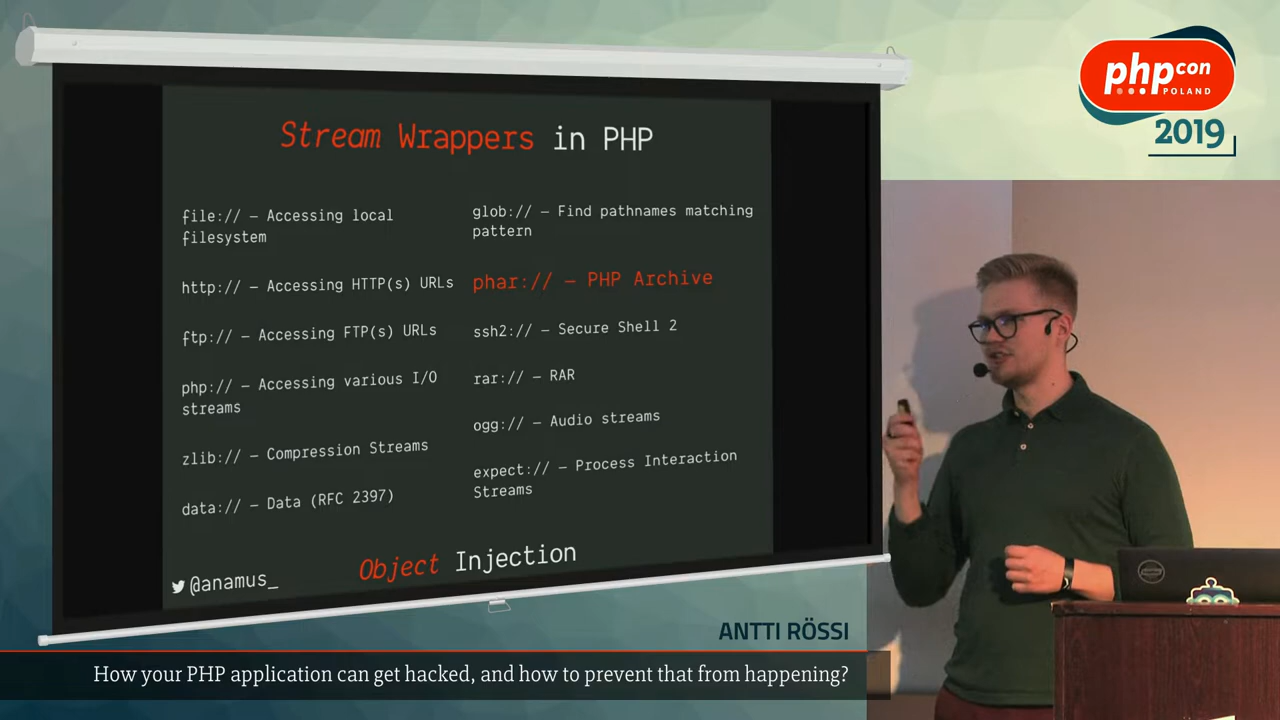 Stream Wrappers in PHP
file:// – Accessing local
filesystem
http:// – Accessing HTTP(s) URLs
ftp:// – Accessing FTP(s) URLs
php:// – Accessing various I/O
streams
zlib:// – Compression Streams
data:// – Data (RFC 2397)
glob:// – Find pathnames matching
pattern
phar:// – PHP Archive
ssh2:// – Secure Shell 2
rar:// – RAR
ogg:// – Audio streams
expect:// – Process Interaction
Streams
Object Injection
@anamus_
phpcon
POLAND
2019
ANTTI RÖSSI
How your PHP application can get hacked, and how to prevent that from happening?